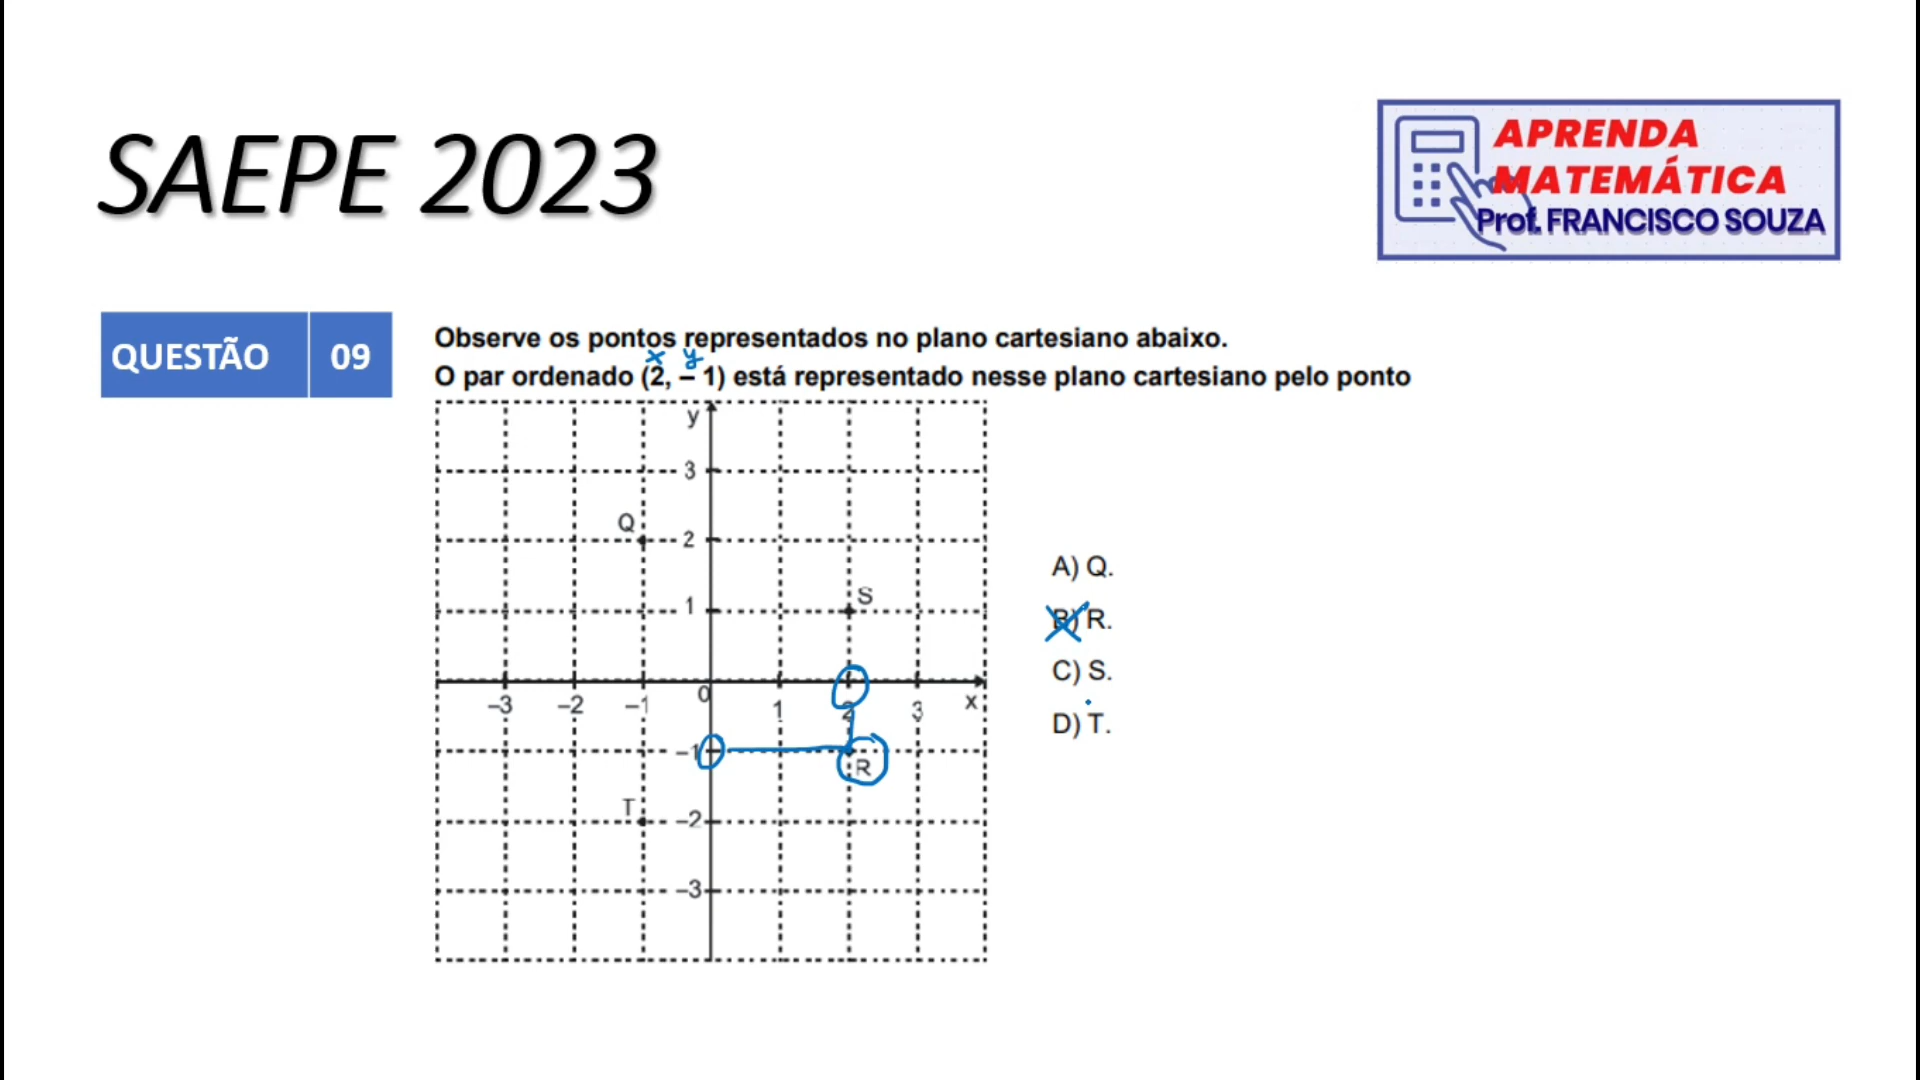 SAEPE 2023
APRENDA
MATEMÁTICA
Prof. FRANCISCO SOUZA
QUESTÃO 09
Observe os pontos representados no plano cartesiano abaixo.
x y
O par ordenado (2, – 1) está representado nesse plano cartesiano pelo ponto
y
3
Q
2
S
1
0
–3 –2 –1 1 2 3 x
–1
R
T
–2
–3
A) Q.
B) R.
C) S.
D) T.